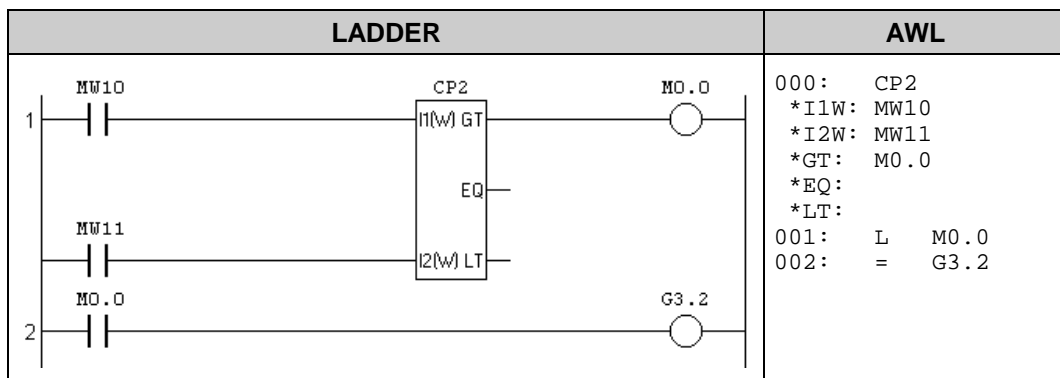 LADDER
AWL
MW10 CP2 M0.0
1 I1(W) GT
EQ
MW11
I2(W) LT
M0.0 G3.2
2
000: CP2
*I1W: MW10
*I2W: MW11
*GT: M0.0
*EQ:
*LT:
001: L M0.0
002: = G3.2